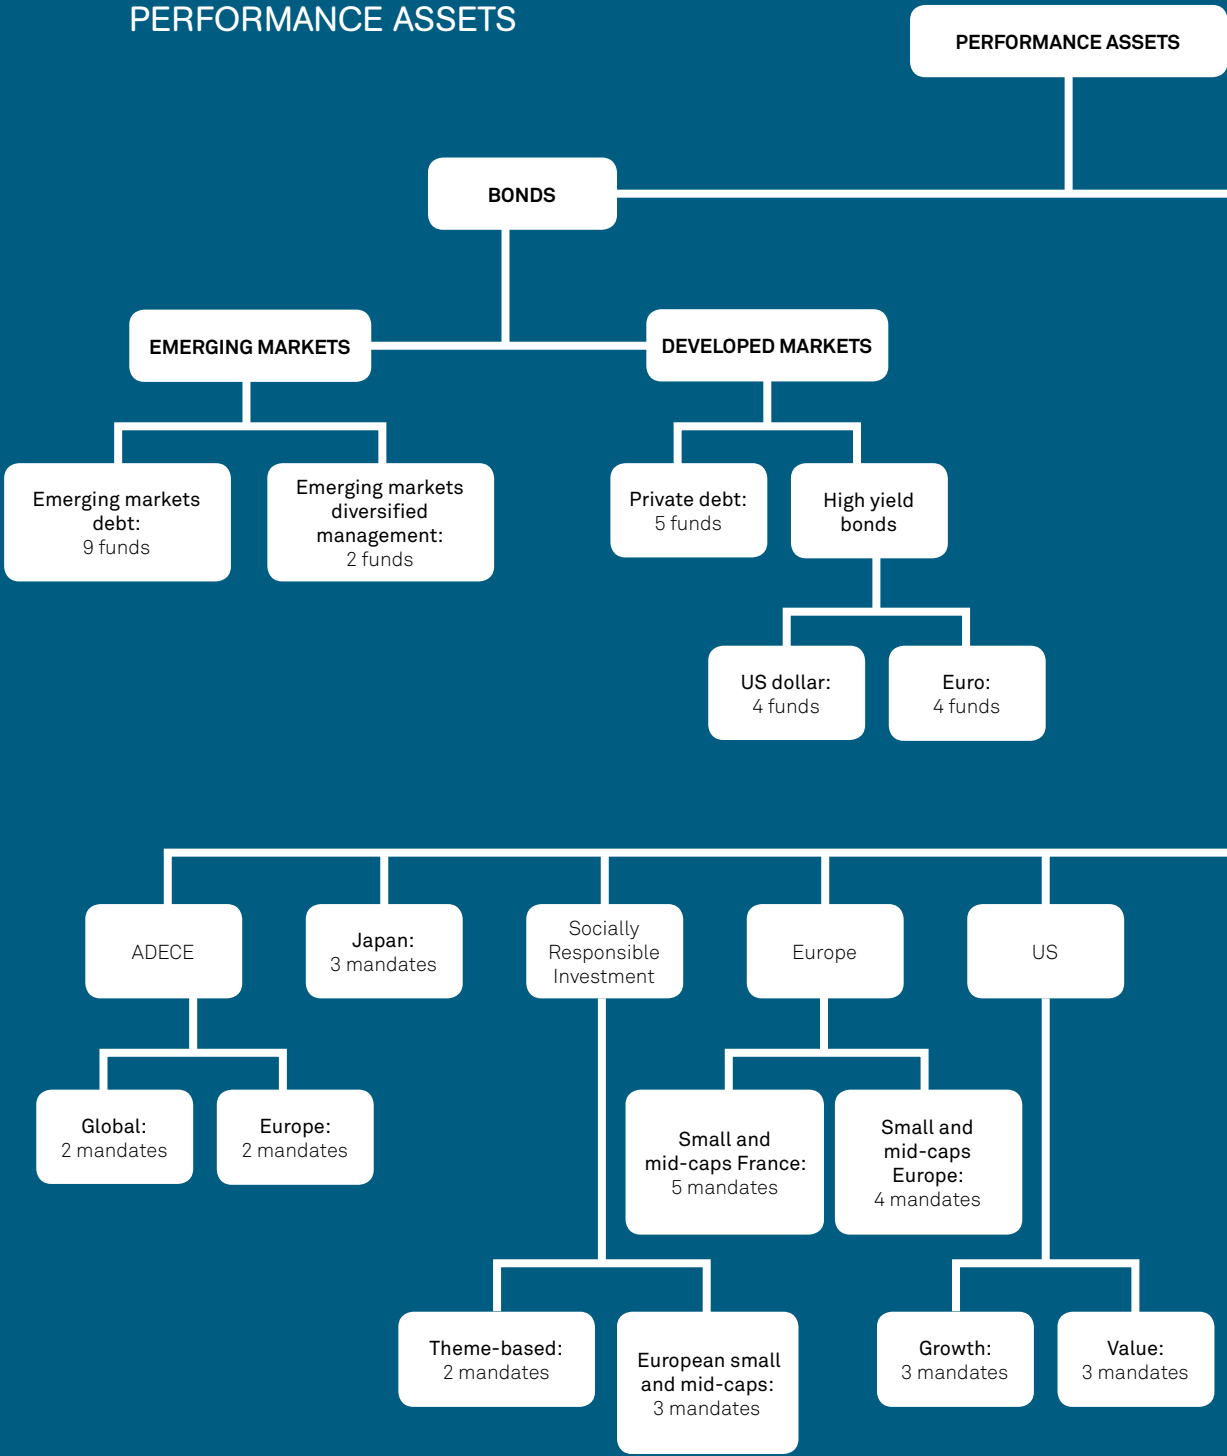 PERFORMANCE ASSETS
PERFORMANCE ASSETS
BONDS
EMERGING MARKETS
DEVELOPED MARKETS
Emerging markets
debt:
9 funds
Emerging markets
diversified
management:
2 funds
Private debt:
5 funds
High yield
bonds
US dollar:
4 funds
Euro:
4 funds
ADECE
Japan:
3 mandates
Socially
Responsible
Investment
Europe
US
Global:
2 mandates
Europe:
2 mandates
Small and
mid-caps France:
5 mandates
Small and
mid-caps
Europe:
4 mandates
Theme-based:
2 mandates
European small
and mid-caps:
3 mandates
Growth:
3 mandates
Value:
3 mandates